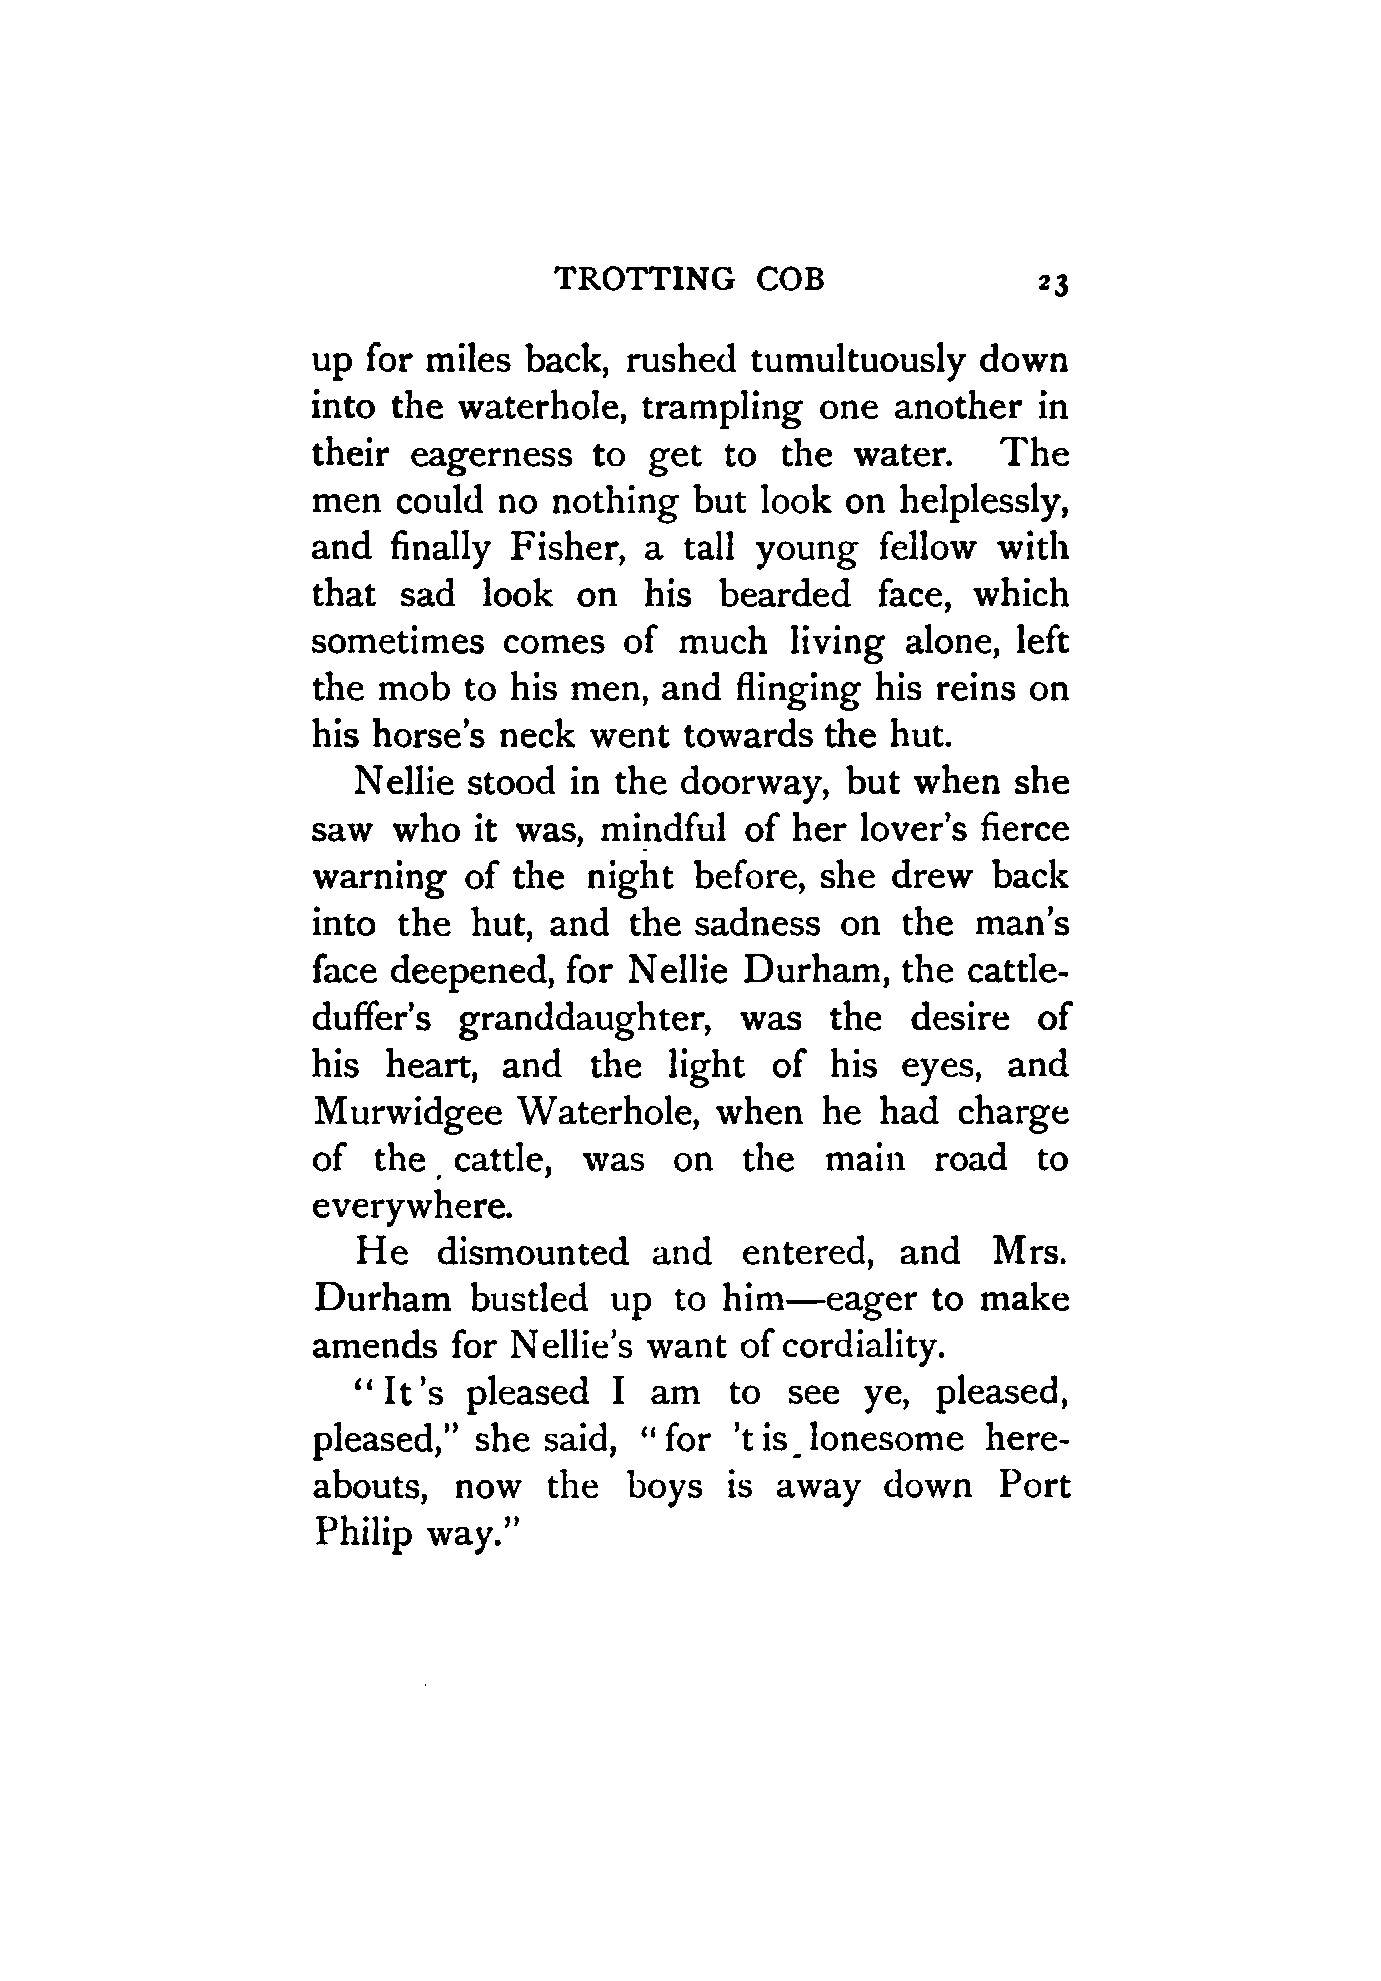 TROTTING COB 23
up for miles back, rushed tumultuously down
into the waterhole, trampling one another in
their eagerness to get to the water. The
men could no nothing but look on helplessly,
and finally Fisher, a tall young fellow with
that sad look on his bearded face, which
sometimes comes of much living alone, left
the mob to his men, and flinging his reins on
his horse's neck went towards the hut.
Nellie stood in the doorway, but when she
saw who it was, mindful of her lover's fierce
warning of the night before, she drew back
into the hut, and the sadness on the man's
face deepened, for Nellie Durham, the cattle-
duffer's granddaughter, was the desire of
his heart, and the light of his eyes, and
Murwidgee Waterhole, when he had charge
of the cattle, was on the main road to
everywhere.
He dismounted and entered, and Mrs.
Durham bustled up to him—eager to make
amends for Nellie's want of cordiality.
"It's pleased I am to see ye, pleased,
pleased," she said, "for 't is lonesome here-
abouts, now the boys is away down Port
Philip way."